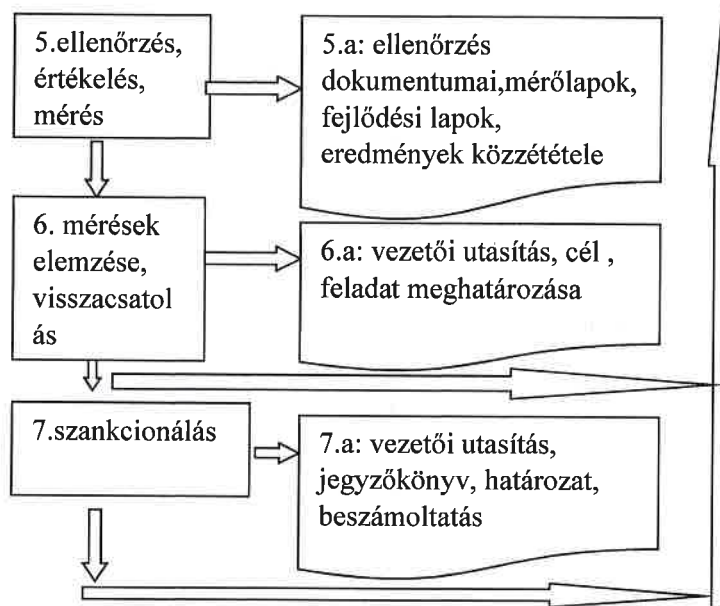 5.ellenőrzés,
értékelés,
mérés
5.a: ellenőrzés
dokumentumai,mérőlapok,
fejlődési lapok,
eredmények közzététele
6. mérések
elemzése,
visszacsatol
ás
6.a: vezetői utasítás, cél ,
feladat meghatározása
7.szankcionálás
7.a: vezetői utasítás,
jegyzőkönyv, határozat,
beszámoltatás